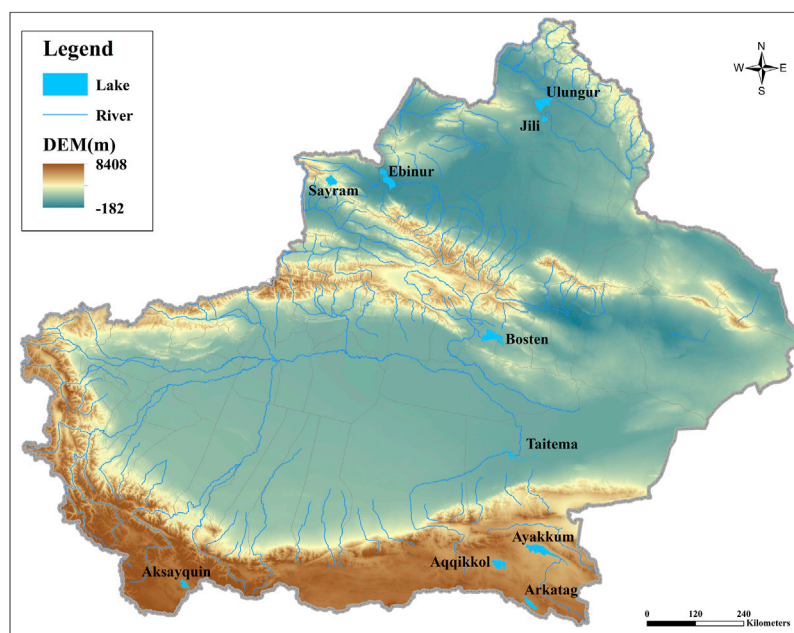 Legend
Lake
River
DEM(m)
8408
-182
N
W E
S
Ulungur
Jili
Ebinur
Sayram
Bosten
Taitema
Ayakkum
Aqqikkol
Aksayquin
Arkatag
0 120 240
Kilometers